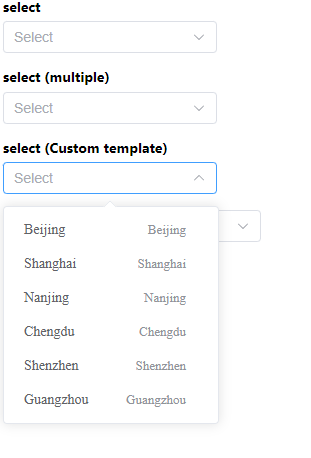 select
Select
select (multiple)
Select
select (Custom template)
Select
Beijing Beijing
Shanghai Shanghai
Nanjing Nanjing
Chengdu Chengdu
Shenzhen Shenzhen
Guangzhou Guangzhou